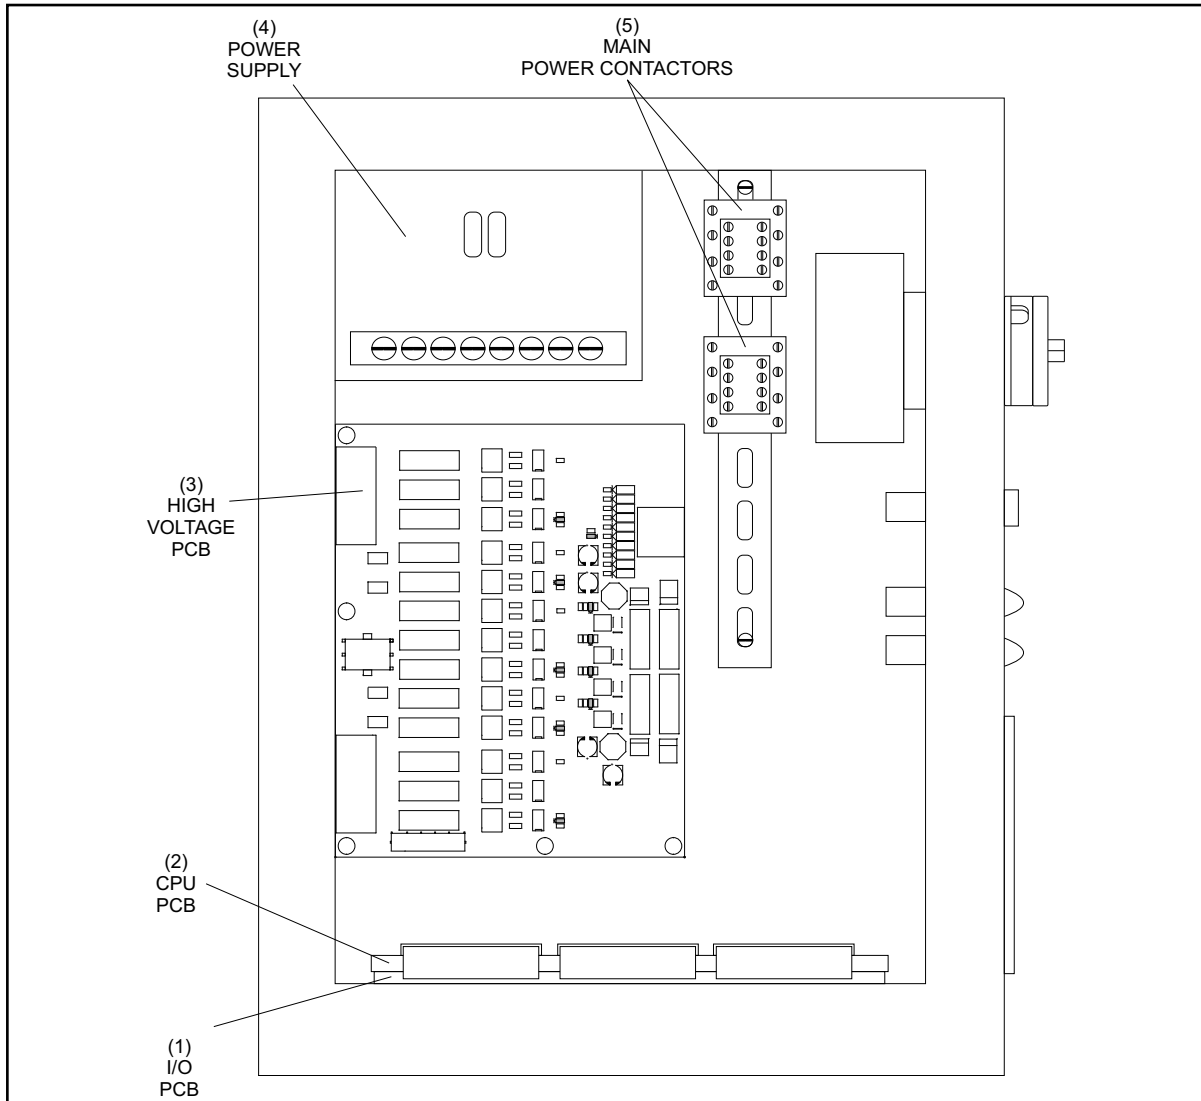 (4)
POWER
SUPPLY
(5)
MAIN
POWER CONTACTORS
(3)
HIGH
VOLTAGE
PCB
(2)
CPU
PCB
(1)
I/O
PCB